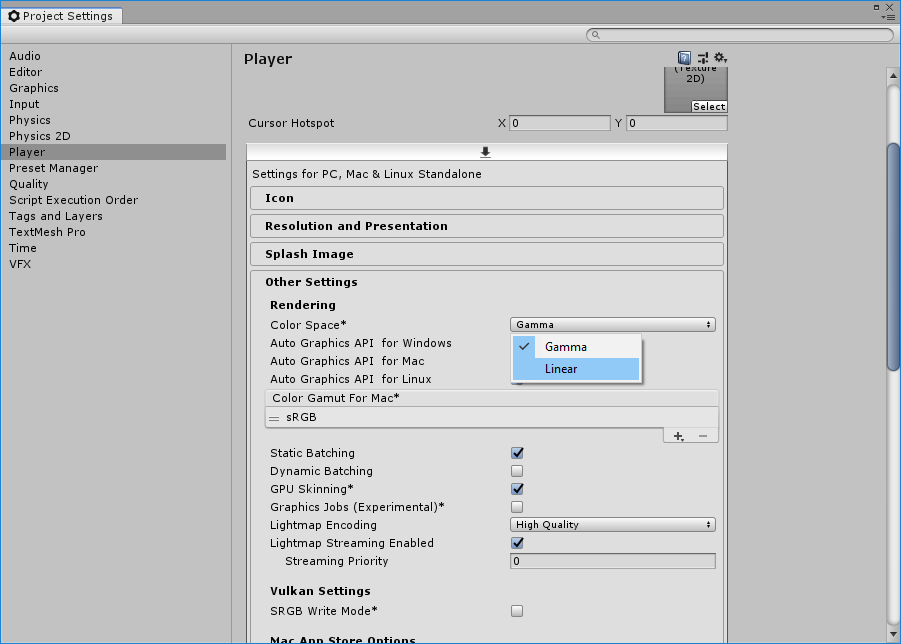 Project Settings
Audio
Editor
Graphics
Input
Physics
Physics 2D
Player
Preset Manager
Quality
Script Execution Order
Tags and Layers
TextMesh Pro
Time
VFX
Player
(Texture
2D)
Select
Cursor Hotspot X 0 Y 0
Settings for PC, Mac & Linux Standalone
Icon
Resolution and Presentation
Splash Image
Other Settings
Rendering
Color Space* Gamma
Gamma
Linear
Auto Graphics API for Windows
Auto Graphics API for Mac
Auto Graphics API for Linux
Color Gamut For Mac*
sRGB
Static Batching
Dynamic Batching
GPU Skinning*
Graphics Jobs (Experimental)*
Lightmap Encoding High Quality
Lightmap Streaming Enabled
Streaming Priority 0
Vulkan Settings
SRGB Write Mode*
Mac App Store Options